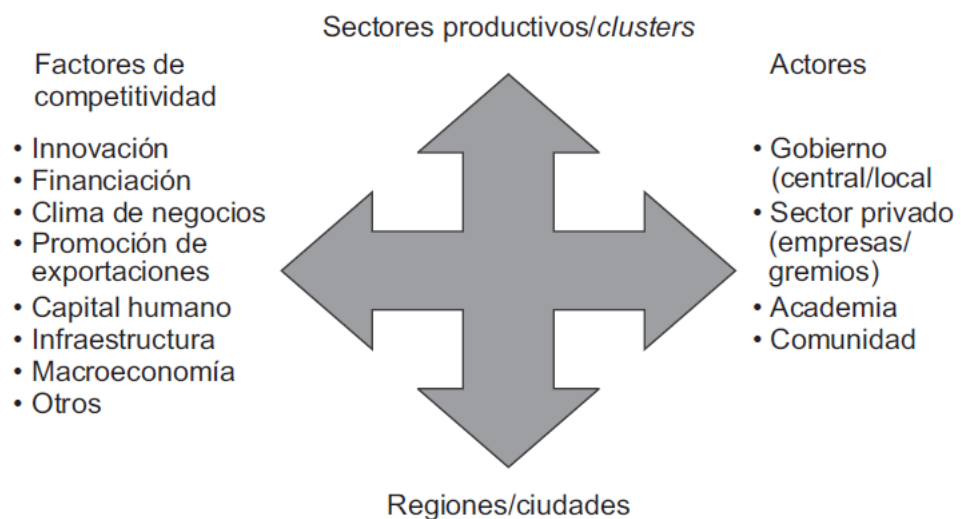 Sectores productivos/clusters
Factores de
competitividad
• Innovación
• Financiación
• Clima de negocios
• Promoción de
exportaciones
• Capital humano
• Infraestructura
• Macroeconomía
• Otros
Actores
• Gobierno
(central/local
• Sector privado
(empresas/
gremios)
• Academia
• Comunidad
Regiones/ciudades